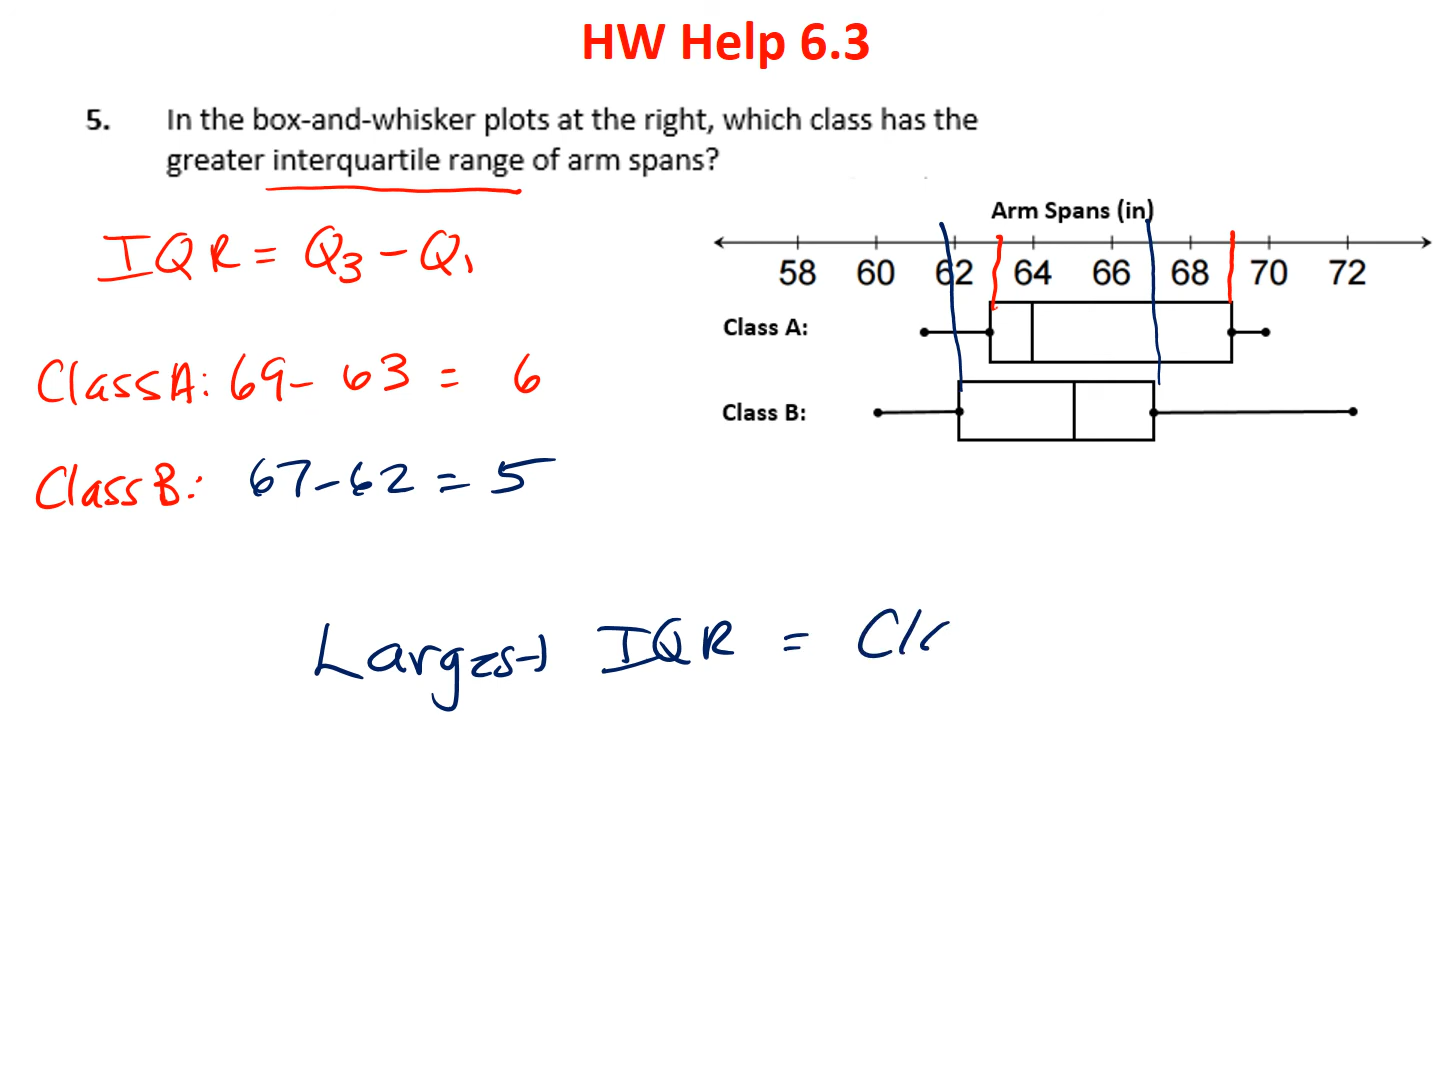 HW Help 6.3
5. In the box-and-whisker plots at the right, which class has the
greater interquartile range of arm spans?
IQR = Q3 - Q1
Class A: 69 - 63 = 6
Class B: 67 - 62 = 5
Arm Spans (in)
58 60 62 64 66 68 70 72
Class A:
Class B:
Largest IQR = Cla